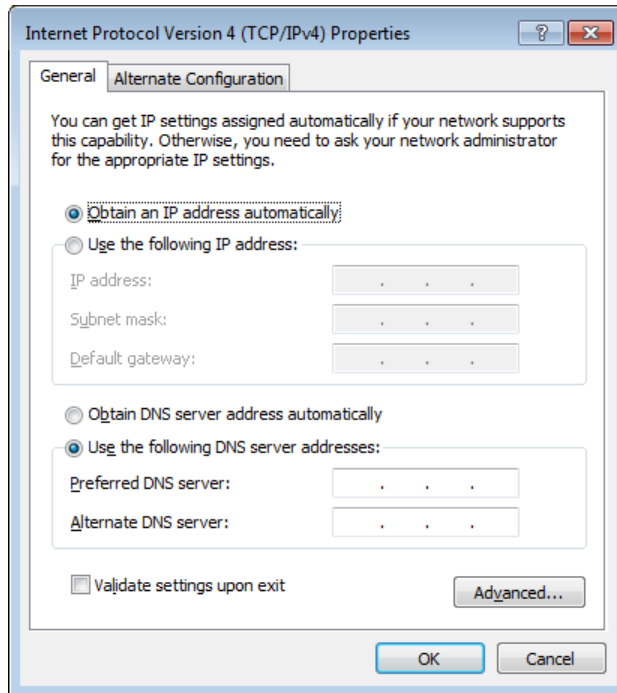 Internet Protocol Version 4 (TCP/IPv4) Properties
General Alternate Configuration
You can get IP settings assigned automatically if your network supports
this capability. Otherwise, you need to ask your network administrator
for the appropriate IP settings.
Obtain an IP address automatically
Use the following IP address:
IP address: . . .
Subnet mask: . . .
Default gateway: . . .
Obtain DNS server address automatically
Use the following DNS server addresses:
Preferred DNS server: . . .
Alternate DNS server: . . .
Validate settings upon exit
Advanced...
OK Cancel